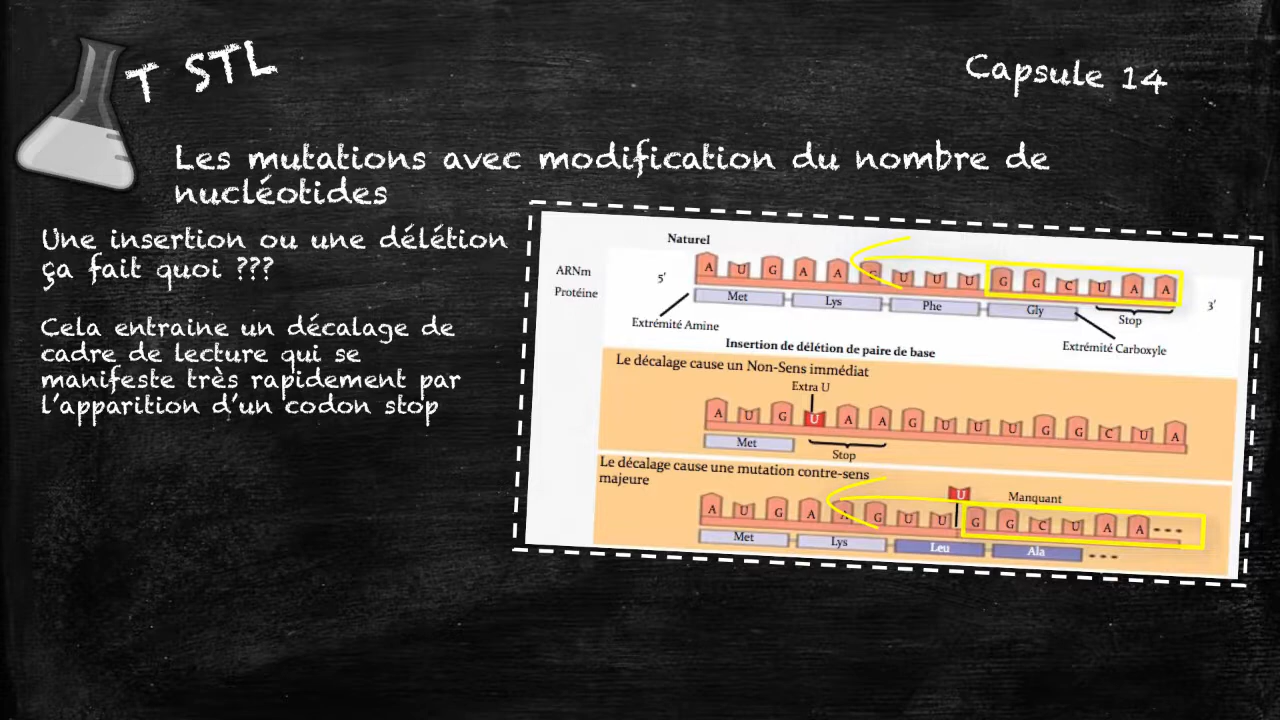 T STL
Capsule 14
Les mutations avec modification du nombre de
nucléotides
Une insertion ou une délétion
ça fait quoi ???
Cela entraine un décalage de
cadre de lecture qui se
manifeste très rapidement par
l'apparition d'un codon stop
Naturel
ARNm 5' A U G A A G U U U G G C U A A 3'
Protéine Met Lys Phe Gly Stop
Extrémité Amine Extrémité Carboxyle
Insertion de délétion de paire de base
Le décalage cause un Non-Sens immédiat
Extra U
A U G U A A G U U U G G C U A
Met Stop
Le décalage cause une mutation contre-sens
majeure
U Manquant
A U G A A G U U G G C U A A ----
Met Lys Leu Ala ---